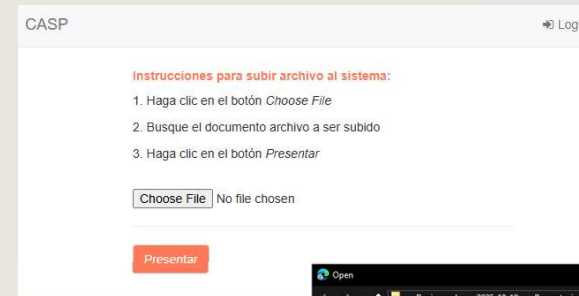 CASP
Log
Instrucciones para subir archivo al sistema:
1. Haga clic en el botón Choose File
2. Busque el documento archivo a ser subido
3. Haga clic en el botón Presentar
Choose File No file chosen
Presentar
Open